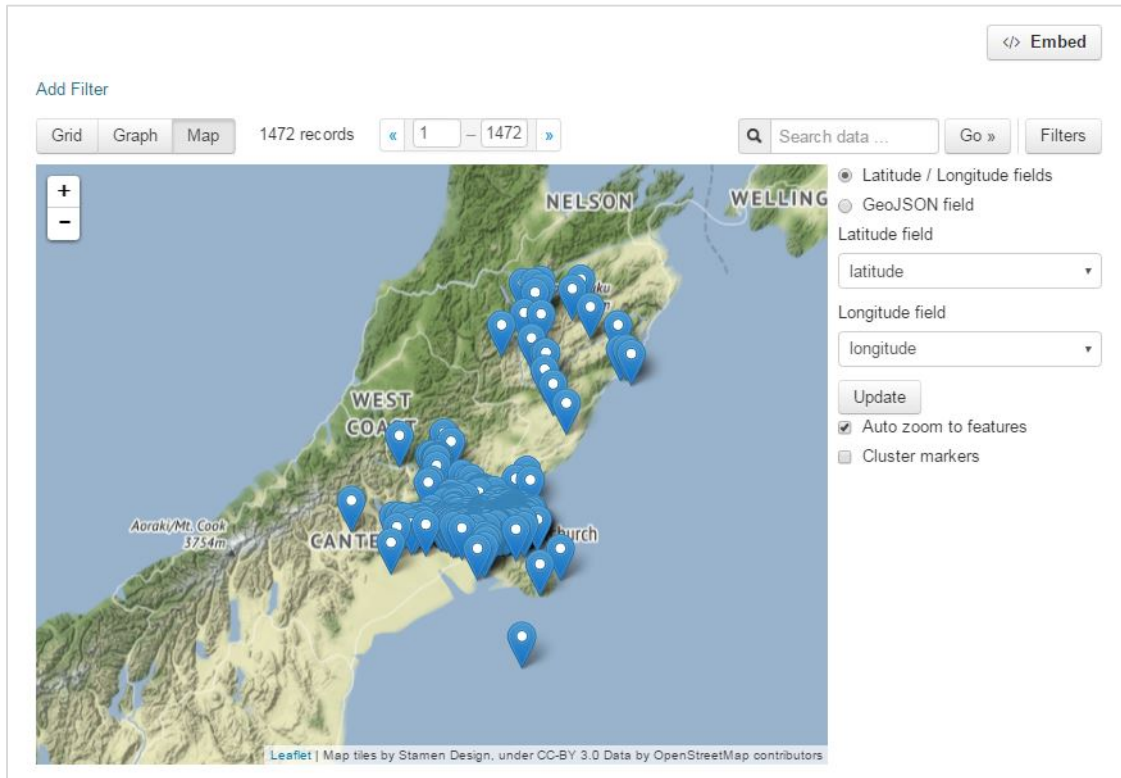 </> Embed
Add Filter
Grid Graph Map 1472 records « 1 – 1472 » Search data ... Go » Filters
+
−
NELSON
WELLING
Latitude / Longitude fields
GeoJSON field
Latitude field
latitude
Longitude field
longitude
Update
Auto zoom to features
Cluster markers
WEST
Aoraki/Mt. Cook
3754m
CANTE
church
Leaflet | Map tiles by Stamen Design, under CC-BY 3.0 Data by OpenStreetMap contributors